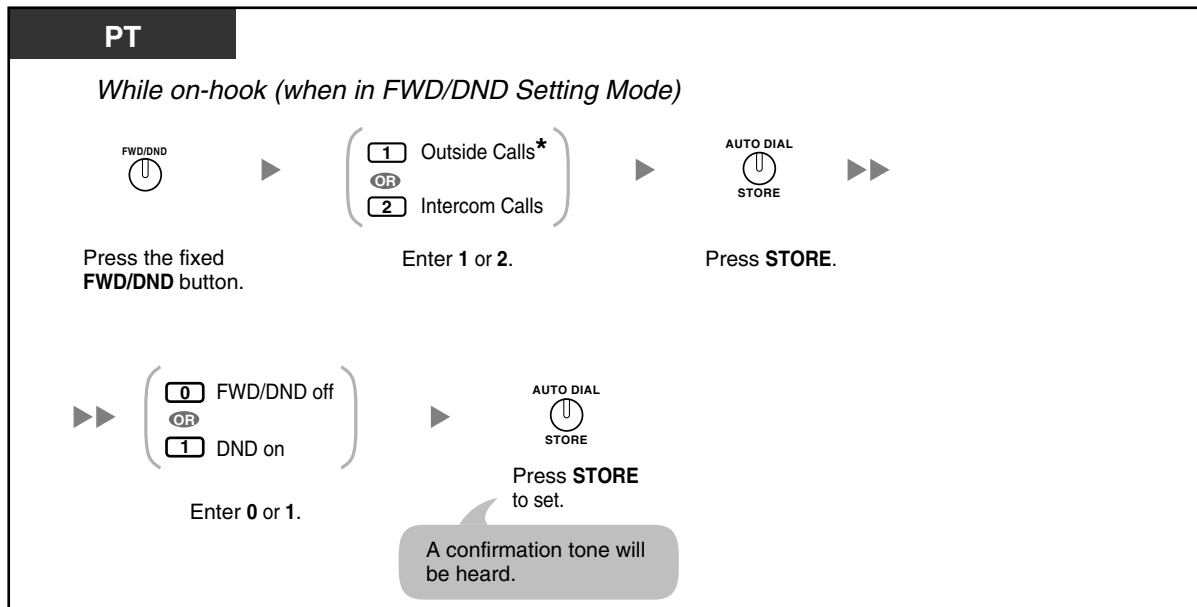 PT
While on-hook (when in FWD/DND Setting Mode)
FWD/DND
1 Outside Calls*
OR
2 Intercom Calls
AUTO DIAL
STORE
Press the fixed
FWD/DND button.
Enter 1 or 2.
Press STORE.
0 FWD/DND off
OR
1 DND on
AUTO DIAL
STORE
Enter 0 or 1.
Press STORE
to set.
A confirmation tone will
be heard.